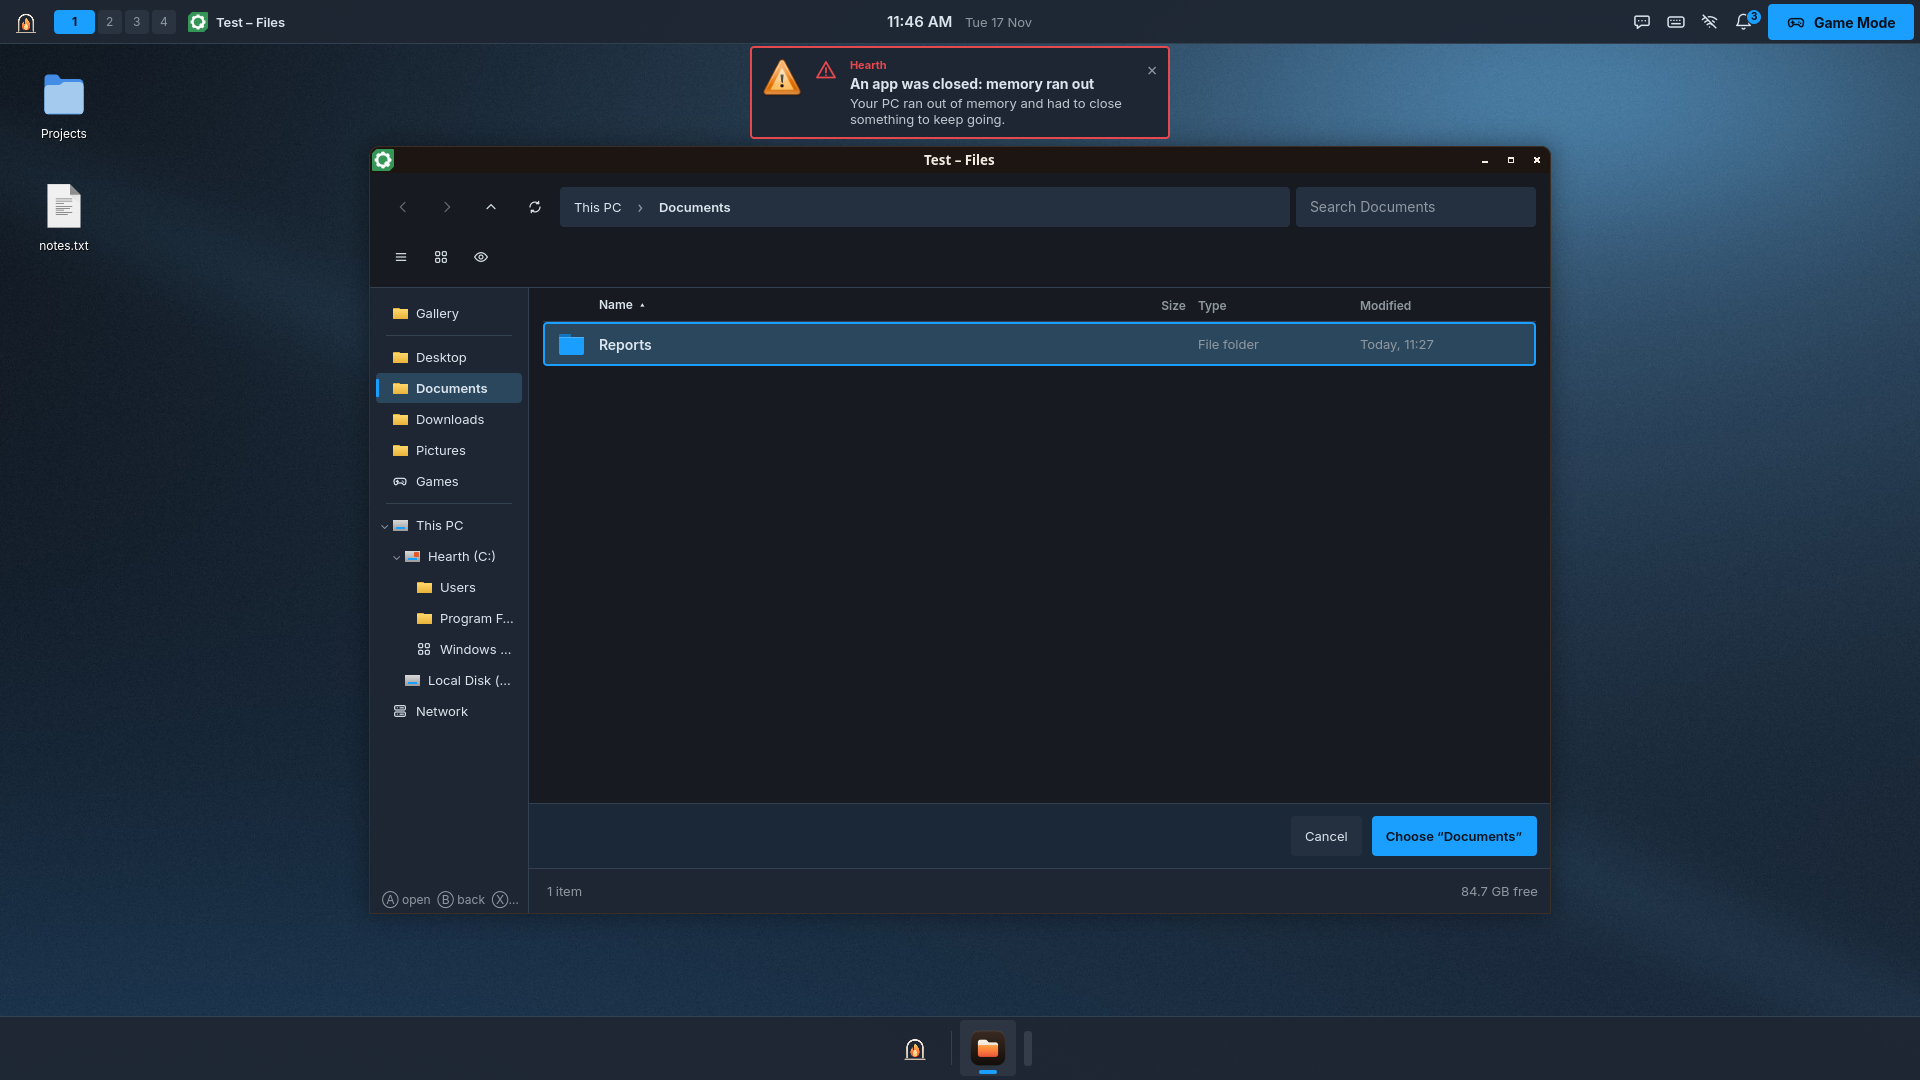 1
2
3
4
Test – Files
11:46 AM Tue 17 Nov
3
Game Mode
Projects
notes.txt
Hearth
An app was closed: memory ran out
Your PC ran out of memory and had to close
something to keep going.
Test – Files
This PC › Documents
Search Documents
Gallery
Desktop
Documents
Downloads
Pictures
Games
This PC
Hearth (C:)
Users
Program F...
Windows ...
Local Disk (...
Network
A open B back X...
Name Size Type Modified
Reports File folder Today, 11:27
Cancel
Choose “Documents”
1 item
84.7 GB free